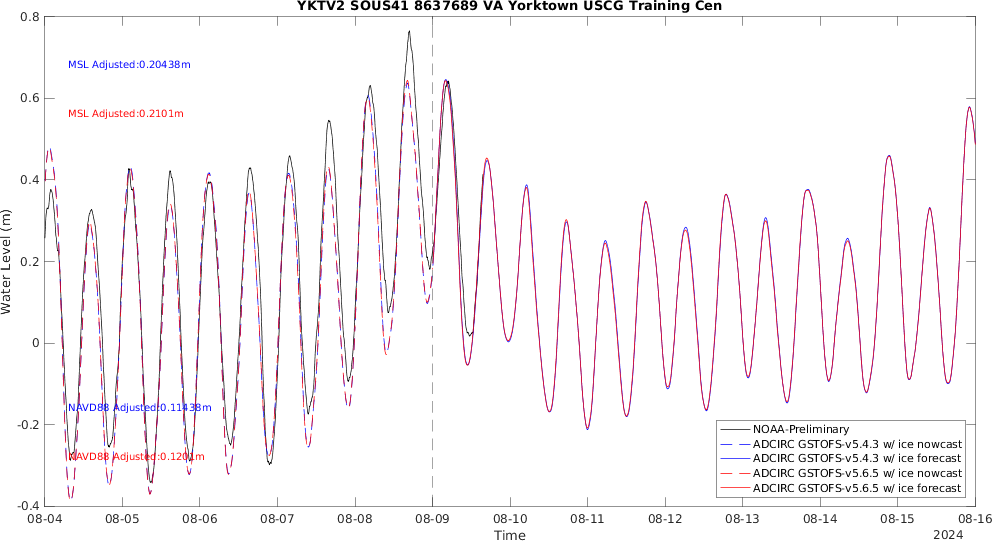 YKTV2 SOUS41 8637689 VA Yorktown USCG Training Cen
0.8
MSL Adjusted:0.20438m
0.6
MSL Adjusted:0.2101m
0.4
Water Level (m)
0.2
0
NAVD88 Adjusted:0.11438m
-0.2
NAVD88 Adjusted:0.1201m
-0.4
NOAA-Preliminary
ADCIRC GSTOFS-v5.4.3 w/ ice nowcast
ADCIRC GSTOFS-v5.4.3 w/ ice forecast
ADCIRC GSTOFS-v5.6.5 w/ ice nowcast
ADCIRC GSTOFS-v5.6.5 w/ ice forecast
08-04 08-05 08-06 08-07 08-08 08-09 08-10 08-11 08-12 08-13 08-14 08-15 08-16
Time
2024